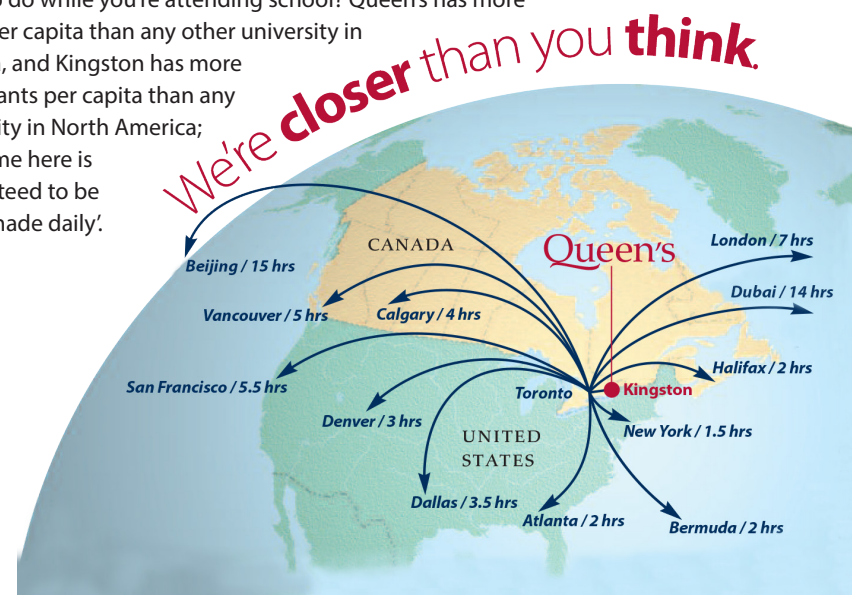 do while you're attending school? Queen's has more
per capita than any other university in
, and Kingston has more
ants per capita than any
ity in North America;
me here is
teed to be
made daily'.
We're closer than you think.
CANADA
Queen's
London / 7 hrs
Beijing / 15 hrs
Dubai / 14 hrs
Vancouver / 5 hrs
Calgary / 4 hrs
Halifax / 2 hrs
San Francisco / 5.5 hrs
Toronto
Kingston
Denver / 3 hrs
New York / 1.5 hrs
UNITED
STATES
Dallas / 3.5 hrs
Atlanta / 2 hrs
Bermuda / 2 hrs